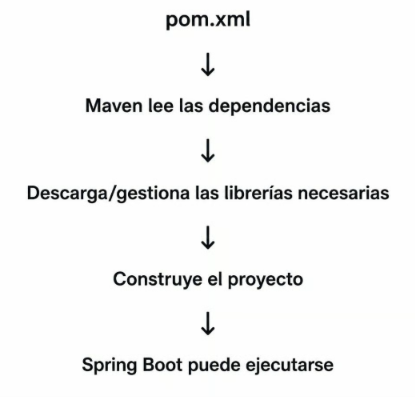 pom.xml
↓
Maven lee las dependencias
↓
Descarga/gestiona las librerías necesarias
↓
Construye el proyecto
↓
Spring Boot puede ejecutarse